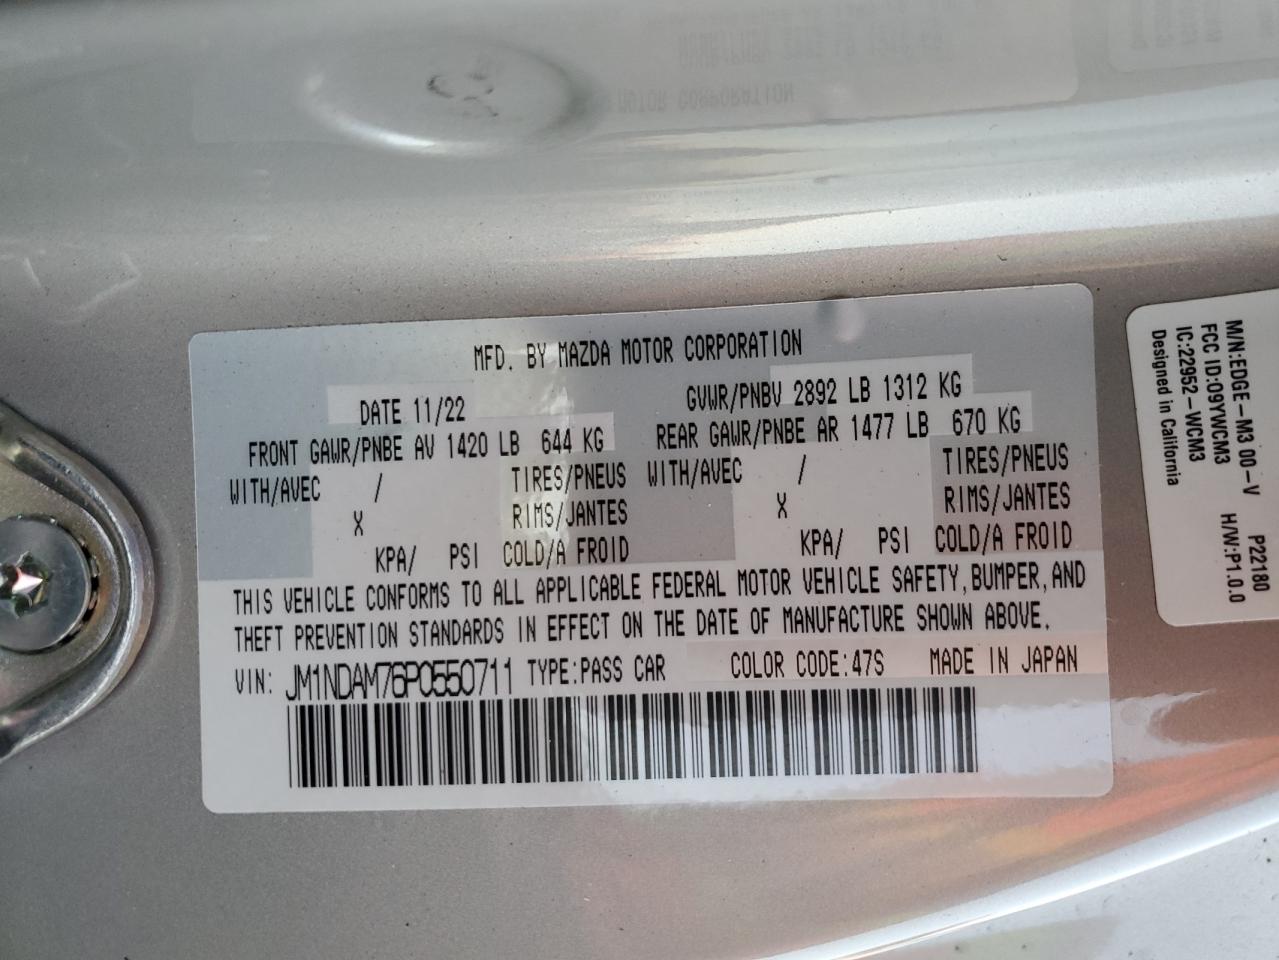 MFD. BY MAZDA MOTOR CORPORATION
DATE 11/22 GVWR/PNBV 2892 LB 1312 KG
FRONT GAWR/PNBE AV 1420 LB 644 KG REAR GAWR/PNBE AR 1477 LB 670 KG
WITH/AVEC / TIRES/PNEUS WITH/AVEC / TIRES/PNEUS
X RIMS/JANTES X RIMS/JANTES
KPA/ PSI COLD/A FROID KPA/ PSI COLD/A FROID
THIS VEHICLE CONFORMS TO ALL APPLICABLE FEDERAL MOTOR VEHICLE SAFETY, BUMPER, AND
THEFT PREVENTION STANDARDS IN EFFECT ON THE DATE OF MANUFACTURE SHOWN ABOVE.
VIN: JM1NDAM76P0550711 TYPE:PASS CAR COLOR CODE:47S MADE IN JAPAN
M/N:EDGE-M3 00-V P22180
FCC ID:O9YWCM3 H/W:P1.0.0
IC:22952-WCM3
Designed in California
MOTOR CORPORATION